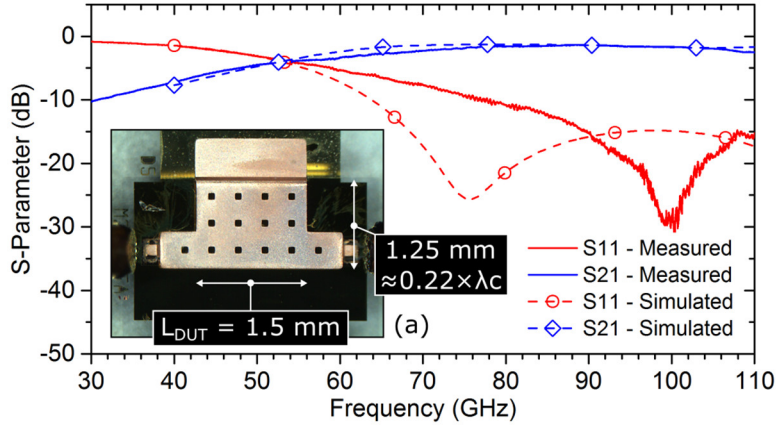 S-Parameter (dB)
0
-10
-20
-30
-40
-50
1.25 mm
≈0.22×λc
L_DUT = 1.5 mm
(a)
S11 - Measured
S21 - Measured
S11 - Simulated
S21 - Simulated
30 40 50 60 70 80 90 100 110
Frequency (GHz)